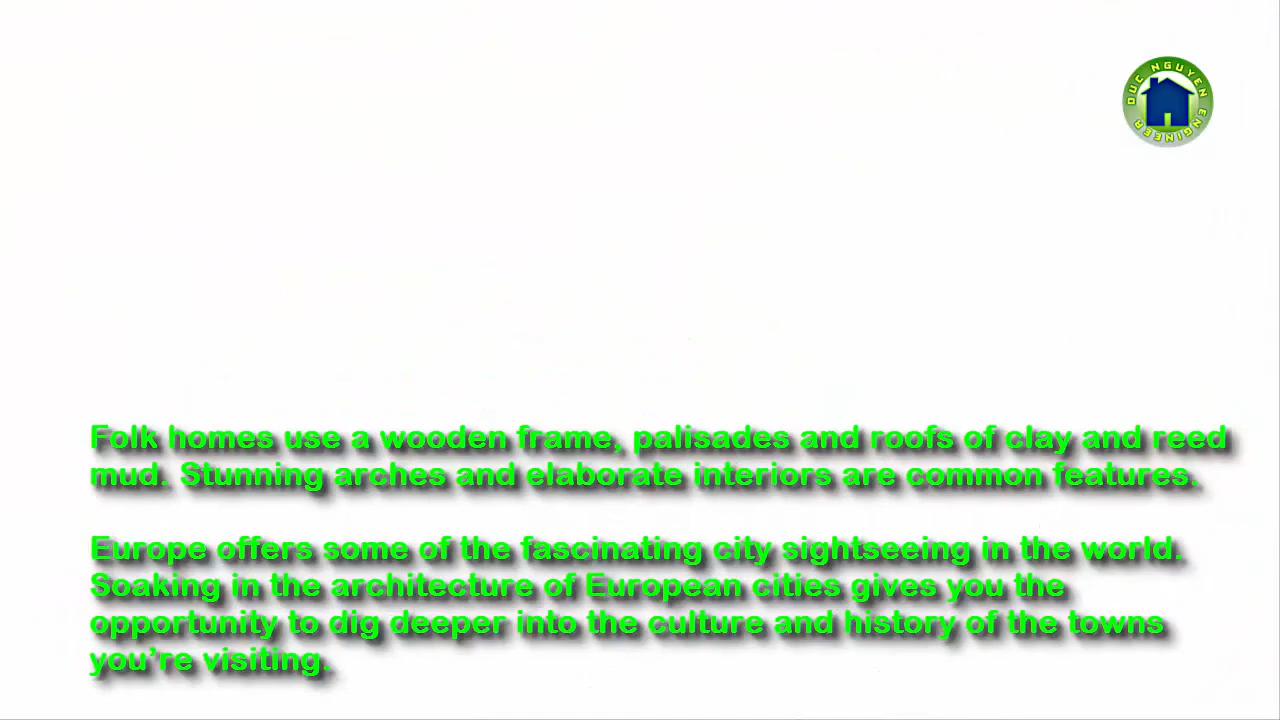 DUC NGUYEN ENGINEER
Folk homes use a wooden frame, palisades and roofs of clay and reed
mud. Stunning arches and elaborate interiors are common features.
Europe offers some of the fascinating city sightseeing in the world.
Soaking in the architecture of European cities gives you the
opportunity to dig deeper into the culture and history of the towns
you’re visiting.